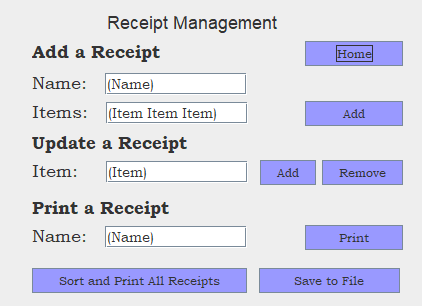 Receipt Management
Add a Receipt
Home
Name: (Name)
Items: (Item Item Item) Add
Update a Receipt
Item: (Item) Add Remove
Print a Receipt
Name: (Name) Print
Sort and Print All Receipts Save to File